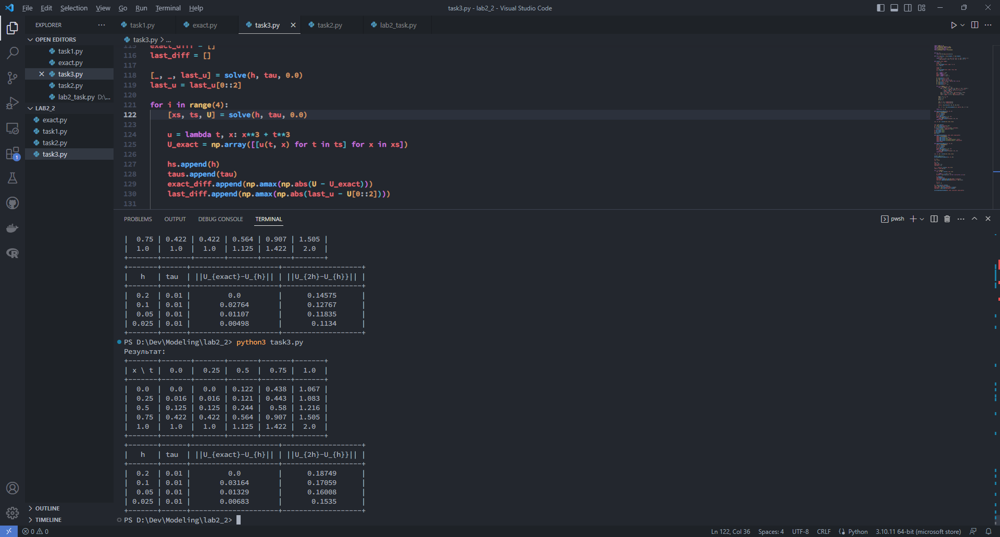 File Edit Selection View Go Run Terminal Help
task3.py - lab2_2 - Visual Studio Code
EXPLORER
OPEN EDITORS
task1.py
exact.py
task3.py
task2.py
lab2_task.py D:\...
LAB2_2
exact.py
task1.py
task2.py
task3.py
OUTLINE
TIMELINE
1
task1.py exact.py task3.py task2.py lab2_task.py
task3.py > ...
115 exact_diff = []
116 last_diff = []
117
118 [_, _, last_u] = solve(h, tau, 0.0)
119 last_u = last_u[0::2]
120
121 for i in range(4):
122 [xs, ts, U] = solve(h, tau, 0.0)
123
124 u = lambda t, x: x**3 + t**3
125 U_exact = np.array([[u(t, x) for t in ts] for x in xs])
126
127 hs.append(h)
128 taus.append(tau)
129 exact_diff.append(np.amax(np.abs(U - U_exact)))
130 last_diff.append(np.amax(np.abs(last_u - U[0::2])))
131
PROBLEMS OUTPUT DEBUG CONSOLE TERMINAL
pwsh
| 0.75 | 0.422 | 0.422 | 0.564 | 0.907 | 1.505 |
| 1.0 | 1.0 | 1.0 | 1.125 | 1.422 | 2.0 |
+-------+-------+-------+-------+-------+-------+
+-------+------+---------------------+-------------------+
| h | tau | ||U_{exact}-U_{h}|| | ||U_{2h}-U_{h}}|| |
+-------+------+---------------------+-------------------+
| 0.2 | 0.01 | 0.0 | 0.14575 |
| 0.1 | 0.01 | 0.02764 | 0.12767 |
| 0.05 | 0.01 | 0.01107 | 0.11835 |
| 0.025 | 0.01 | 0.00498 | 0.1134 |
+-------+------+---------------------+-------------------+
PS D:\Dev\Modeling\lab2_2> python3 task3.py
Результат:
+-------+-------+-------+-------+-------+-------+
| x \ t | 0.0 | 0.25 | 0.5 | 0.75 | 1.0 |
+-------+-------+-------+-------+-------+-------+
| 0.0 | 0.0 | 0.0 | 0.122 | 0.438 | 1.067 |
| 0.25 | 0.016 | 0.016 | 0.121 | 0.443 | 1.083 |
| 0.5 | 0.125 | 0.125 | 0.244 | 0.58 | 1.216 |
| 0.75 | 0.422 | 0.422 | 0.564 | 0.907 | 1.505 |
| 1.0 | 1.0 | 1.0 | 1.125 | 1.422 | 2.0 |
+-------+-------+-------+-------+-------+-------+
+-------+------+---------------------+-------------------+
| h | tau | ||U_{exact}-U_{h}|| | ||U_{2h}-U_{h}}|| |
+-------+------+---------------------+-------------------+
| 0.2 | 0.01 | 0.0 | 0.18749 |
| 0.1 | 0.01 | 0.03164 | 0.17059 |
| 0.05 | 0.01 | 0.01329 | 0.16008 |
| 0.025 | 0.01 | 0.00683 | 0.1535 |
+-------+------+---------------------+-------------------+
PS D:\Dev\Modeling\lab2_2>
0 0
Ln 122, Col 36 Spaces: 4 UTF-8 CRLF Python 3.10.11 64-bit (microsoft store)